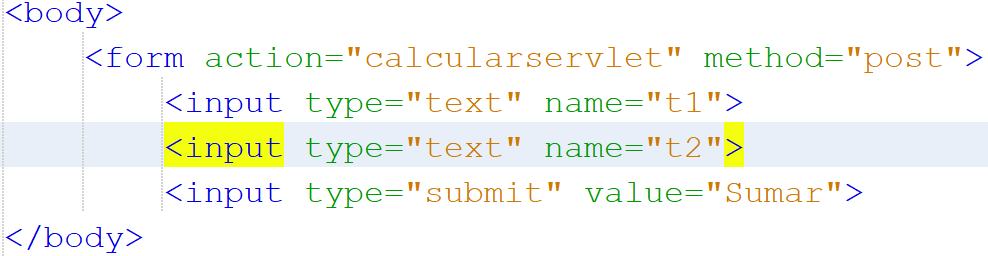 <body>
<form action="calcularservlet" method="post">
<input type="text" name="t1">
<input type="text" name="t2">
<input type="submit" value="Sumar">
</body>